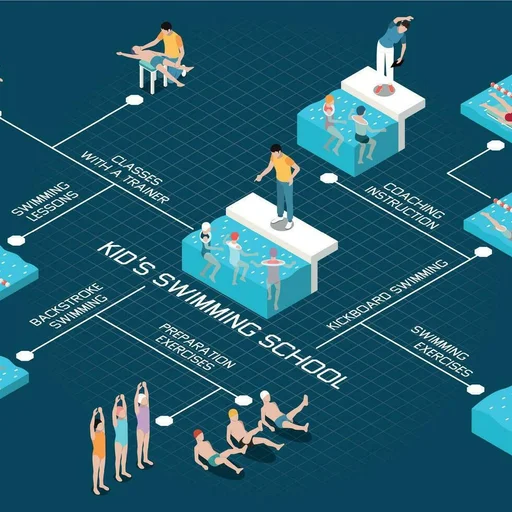 CLASSES
WITH A TRAINER
SWIMMING
LESSONS
COACHING
INSTRUCTION
KID'S SWIMMING SCHOOL
BACKSTROKE
SWIMMING
KICKBOARD SWIMMING
PREPARATION
EXERCISES
SWIMMING
EXERCISES